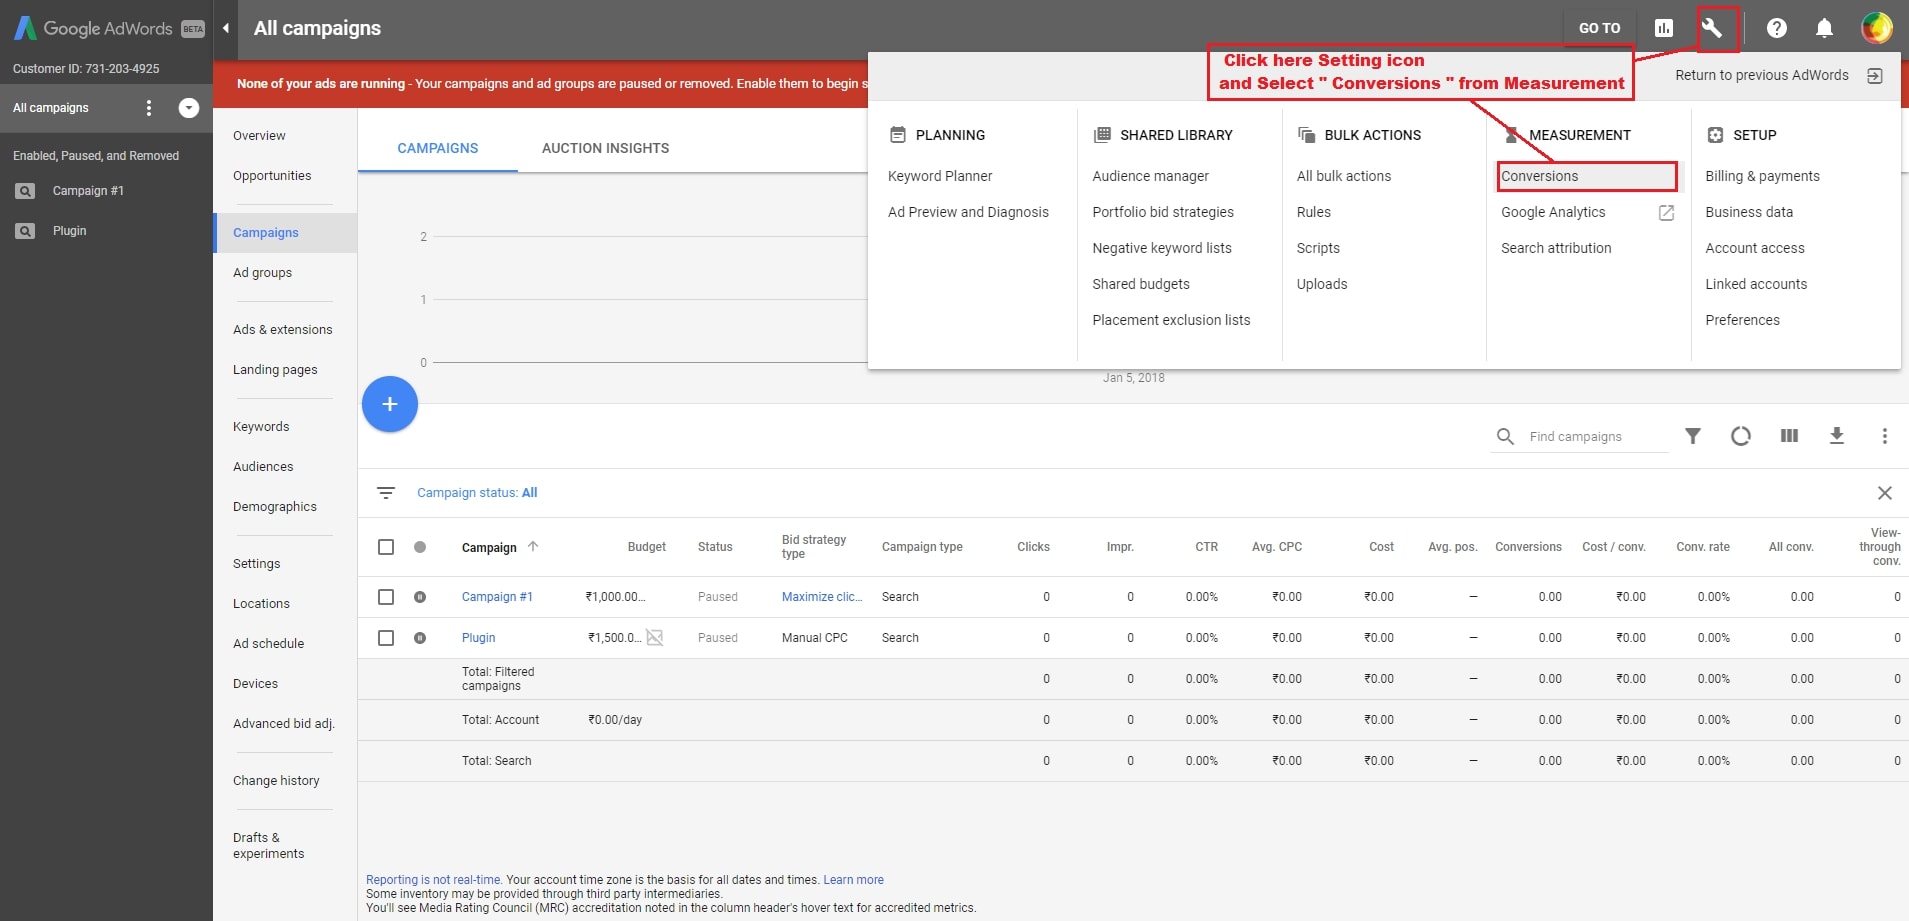 Google AdWords BETA
All campaigns
GO TO
Customer ID: 731-203-4925
All campaigns
Enabled, Paused, and Removed
Campaign #1
Plugin
None of your ads are running - Your campaigns and ad groups are paused or removed. Enable them to begin s
Click here Setting icon
and Select " Conversions " from Measurement
Return to previous AdWords
PLANNING
Keyword Planner
Ad Preview and Diagnosis
SHARED LIBRARY
Audience manager
Portfolio bid strategies
Negative keyword lists
Shared budgets
Placement exclusion lists
BULK ACTIONS
All bulk actions
Rules
Scripts
Uploads
MEASUREMENT
Conversions
Google Analytics
Search attribution
SETUP
Billing & payments
Business data
Account access
Linked accounts
Preferences
Overview
Opportunities
Campaigns
Ad groups
Ads & extensions
Landing pages
Keywords
Audiences
Demographics
Settings
Locations
Ad schedule
Devices
Advanced bid adj.
Change history
Drafts &
experiments
CAMPAIGNS AUCTION INSIGHTS
2
1
0
Jan 5, 2018
Find campaigns
Campaign status: All
Campaign Budget Status Bid strategy type Campaign type Clicks Impr. CTR Avg. CPC Cost Avg. pos. Conversions Cost / conv. Conv. rate All conv. View-through conv.
Campaign #1 ₹1,000.00... Paused Maximize clic... Search 0 0 0.00% ₹0.00 ₹0.00 — 0.00 ₹0.00 0.00% 0.00 0
Plugin ₹1,500.0... Paused Manual CPC Search 0 0 0.00% ₹0.00 ₹0.00 — 0.00 ₹0.00 0.00% 0.00 0
Total: Filtered campaigns 0 0 0.00% ₹0.00 ₹0.00 — 0.00 ₹0.00 0.00% 0.00 0
Total: Account ₹0.00/day 0 0 0.00% ₹0.00 ₹0.00 — 0.00 ₹0.00 0.00% 0.00 0
Total: Search 0 0 0.00% ₹0.00 ₹0.00 — 0.00 ₹0.00 0.00% 0.00 0
Reporting is not real-time. Your account time zone is the basis for all dates and times. Learn more
Some inventory may be provided through third party intermediaries.
You'll see Media Rating Council (MRC) accreditation noted in the column header's hover text for accredited metrics.